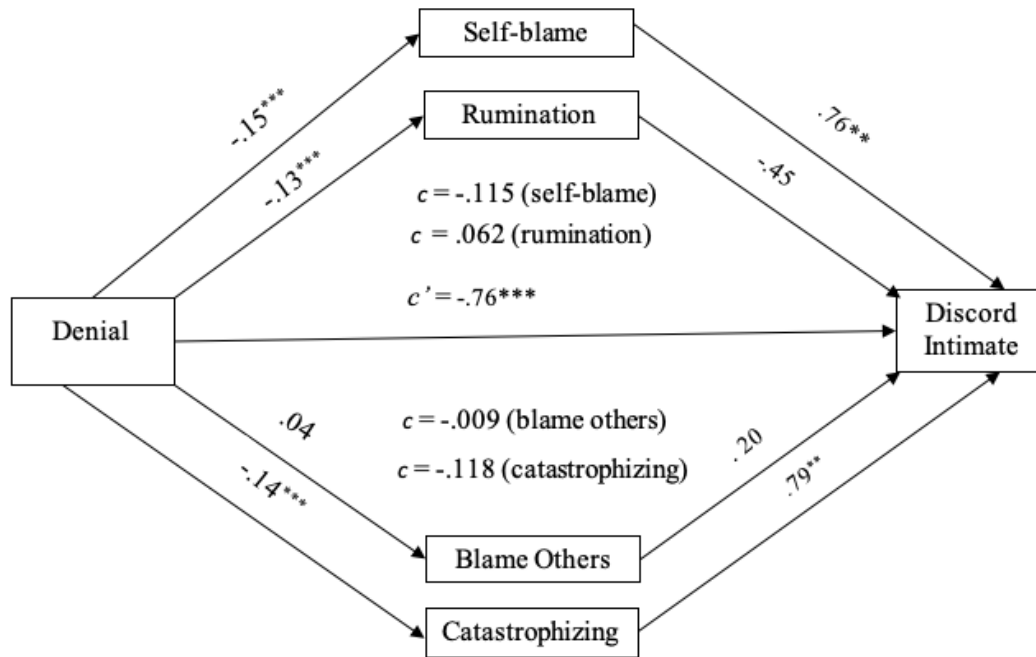 Self-blame
-.15***
.76**
Rumination
-.13***
-.45
c = -.115 (self-blame)
c = .062 (rumination)
c' = -.76***
Denial
Discord
Intimate
.04
c = -.009 (blame others)
.20
-.14***
c = -.118 (catastrophizing)
.79**
Blame Others
Catastrophizing